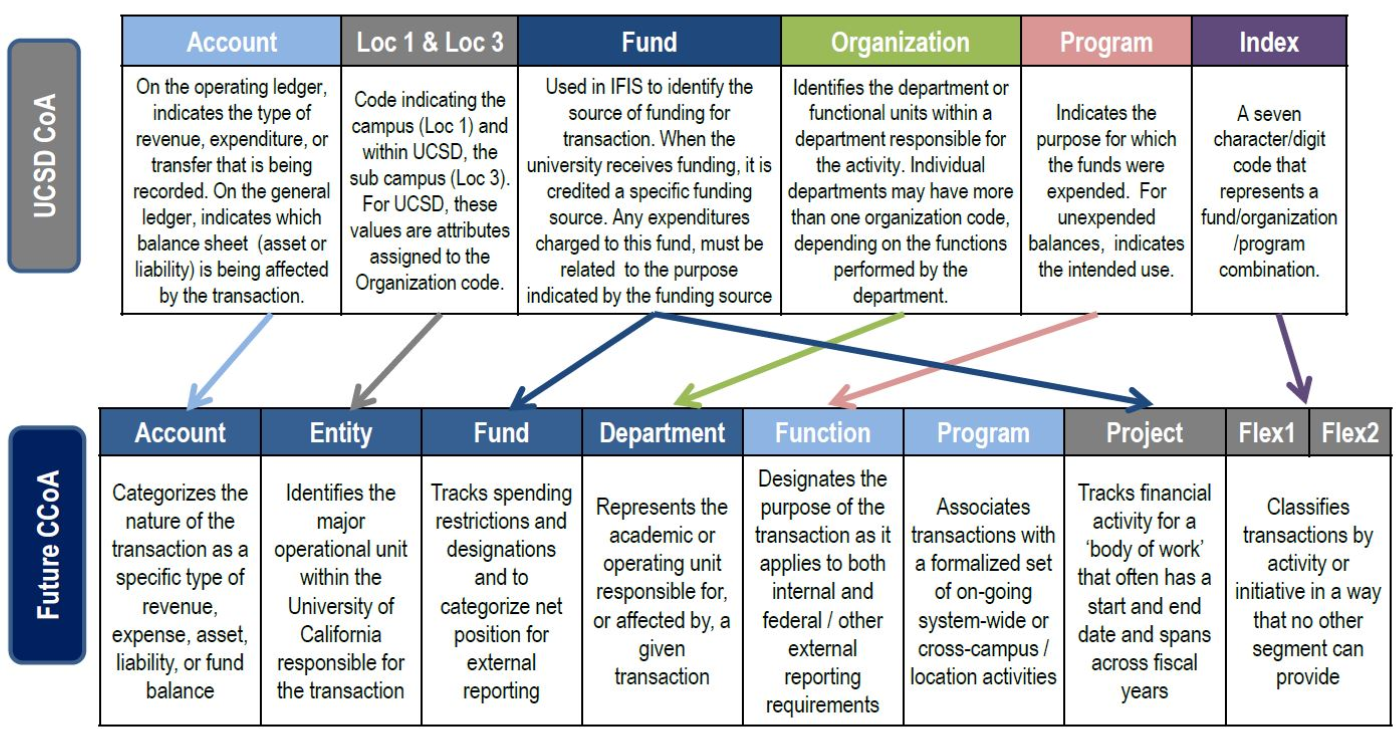 UCSD CoA
Account
On the operating ledger,
indicates the type of
revenue, expenditure, or
transfer that is being
recorded. On the general
ledger, indicates which
balance sheet (asset or
liability) is being affected
by the transaction.
Loc 1 & Loc 3
Code indicating the
campus (Loc 1) and
within UCSD, the
sub campus (Loc 3).
For UCSD, these
values are attributes
assigned to the
Organization code.
Fund
Used in IFIS to identify the
source of funding for
transaction. When the
university receives funding, it is
credited a specific funding
source. Any expenditures
charged to this fund, must be
related to the purpose
indicated by the funding source
Organization
Identifies the department or
functional units within a
department responsible for
the activity. Individual
departments may have more
than one organization code,
depending on the functions
performed by the
department.
Program
Indicates the
purpose for which
the funds were
expended. For
unexpended
balances, indicates
the intended use.
Index
A seven
character/digit
code that
represents a
fund/organization
/program
combination.
Future CCoA
Account
Categorizes the
nature of the
transaction as a
specific type of
revenue,
expense, asset,
liability, or fund
balance
Entity
Identifies the
major
operational unit
within the
University of
California
responsible for
the transaction
Fund
Tracks spending
restrictions and
designations
and to
categorize net
position for
external
reporting
Department
Represents the
academic or
operating unit
responsible for,
or affected by, a
given
transaction
Function
Designates the
purpose of the
transaction as it
applies to both
internal and
federal / other
external
reporting
requirements
Program
Associates
transactions with
a formalized set
of on-going
system-wide or
cross-campus /
location activities
Project
Tracks financial
activity for a
‘body of work’
that often has a
start and end
date and spans
across fiscal
years
Flex1
Flex2
Classifies
transactions by
activity or
initiative in a way
that no other
segment can
provide